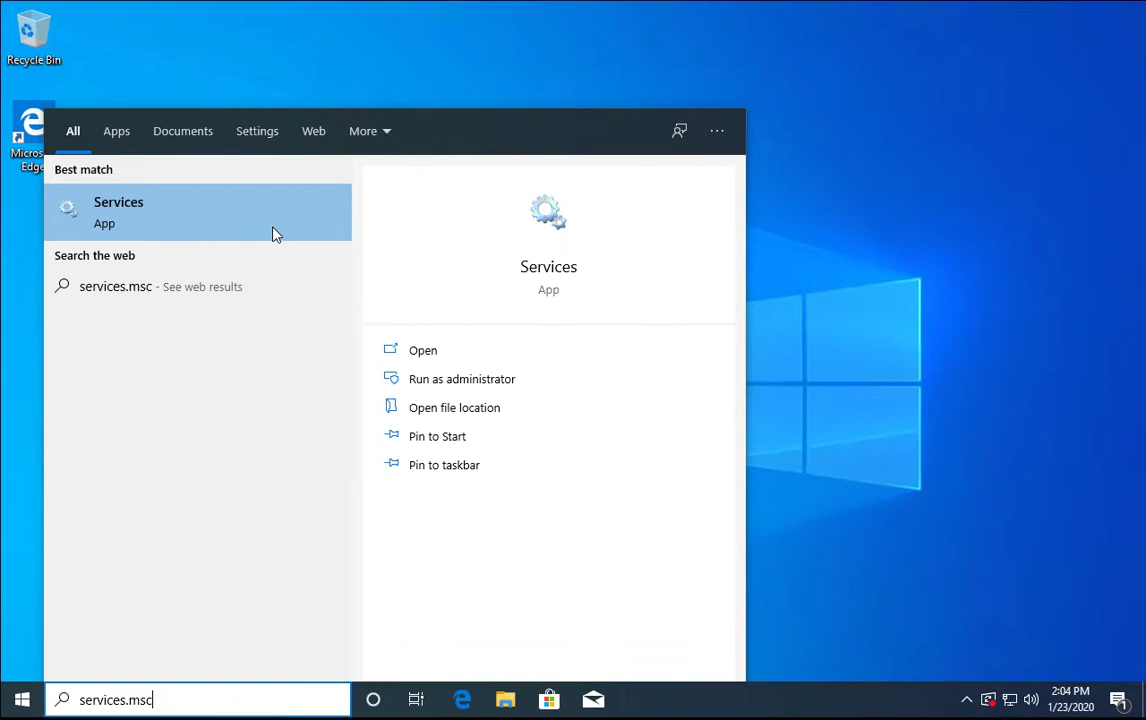 Recycle Bin
Micros
Edge
All Apps Documents Settings Web More
Best match
Services
App
Search the web
services.msc - See web results
Services
App
Open
Run as administrator
Open file location
Pin to Start
Pin to taskbar
services.msc
2:04 PM
1/23/2020
1